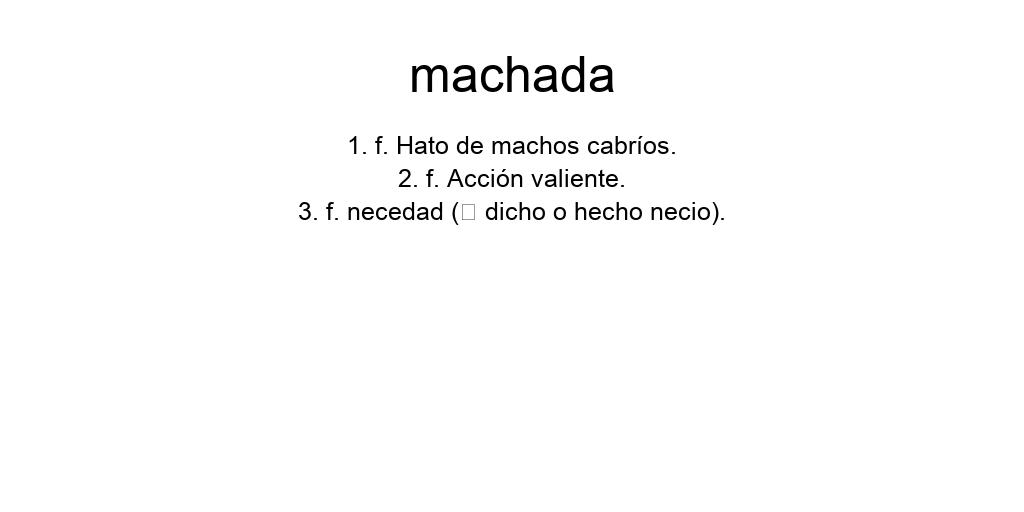 machada
1. f. Hato de machos cabríos.
2. f. Acción valiente.
3. f. necedad (□ dicho o hecho necio).